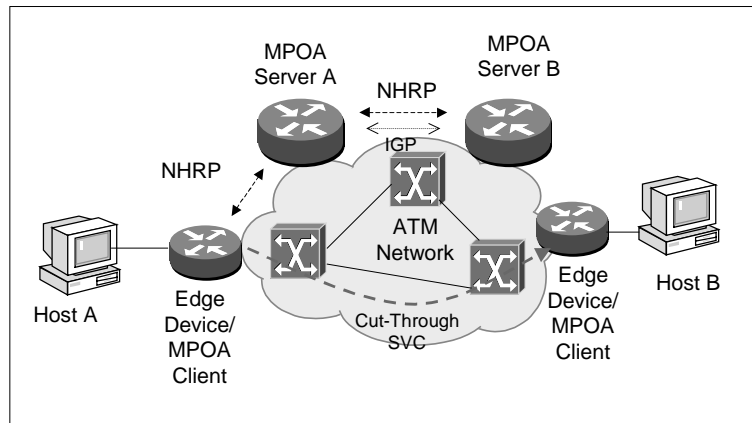 MPOA
Server A
MPOA
Server B
NHRP
IGP
NHRP
ATM
Network
Host A
Edge
Device/
MPOA
Client
Cut-Through
SVC
Edge
Device/
MPOA
Client
Host B